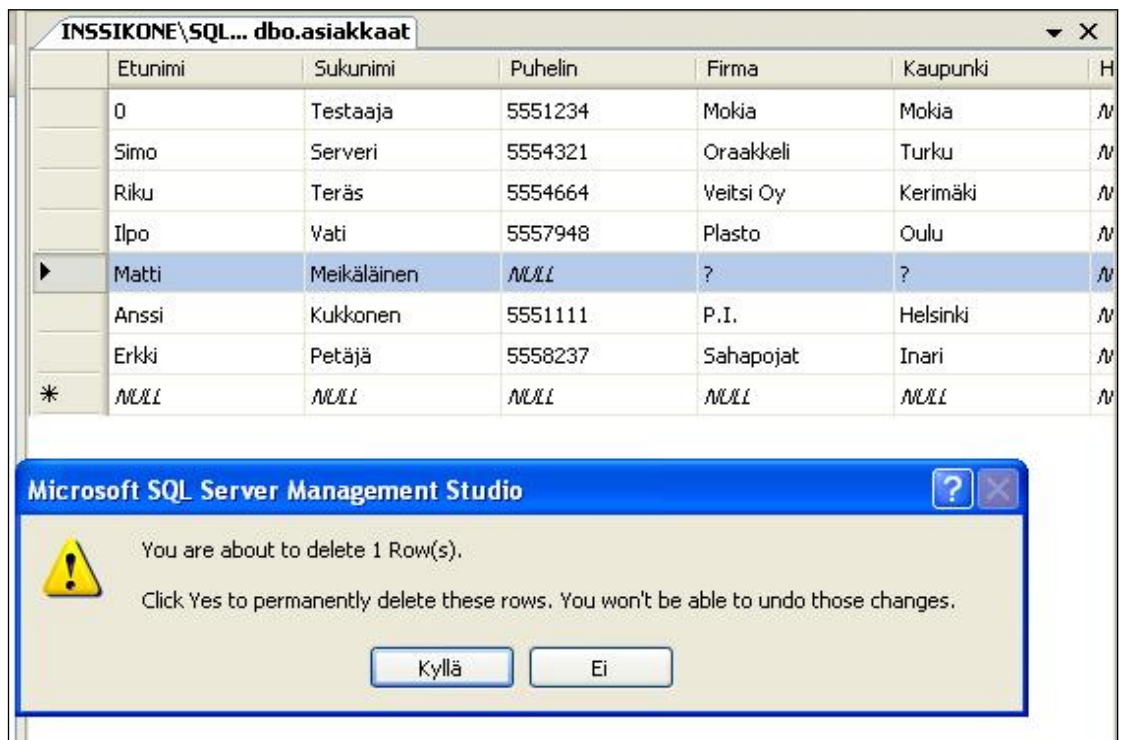 INSSIKONE\SQL... dbo.asiakkaat
Etunimi Sukunimi Puhelin Firma Kaupunki H
0 Testaaja 5551234 Mokia Mokia N
Simo Serveri 5554321 Oraakkeli Turku N
Riku Teräs 5554664 Veitsi Oy Kerimäki N
Ilpo Vati 5557948 Plasto Oulu N
Matti Meikäläinen NULL ? ? N
Anssi Kukkonen 5551111 P.I. Helsinki N
Erkki Petäjä 5558237 Sahapojat Inari N
* NULL NULL NULL NULL NULL N
Microsoft SQL Server Management Studio
You are about to delete 1 Row(s).
Click Yes to permanently delete these rows. You won't be able to undo those changes.
Kyllä Ei